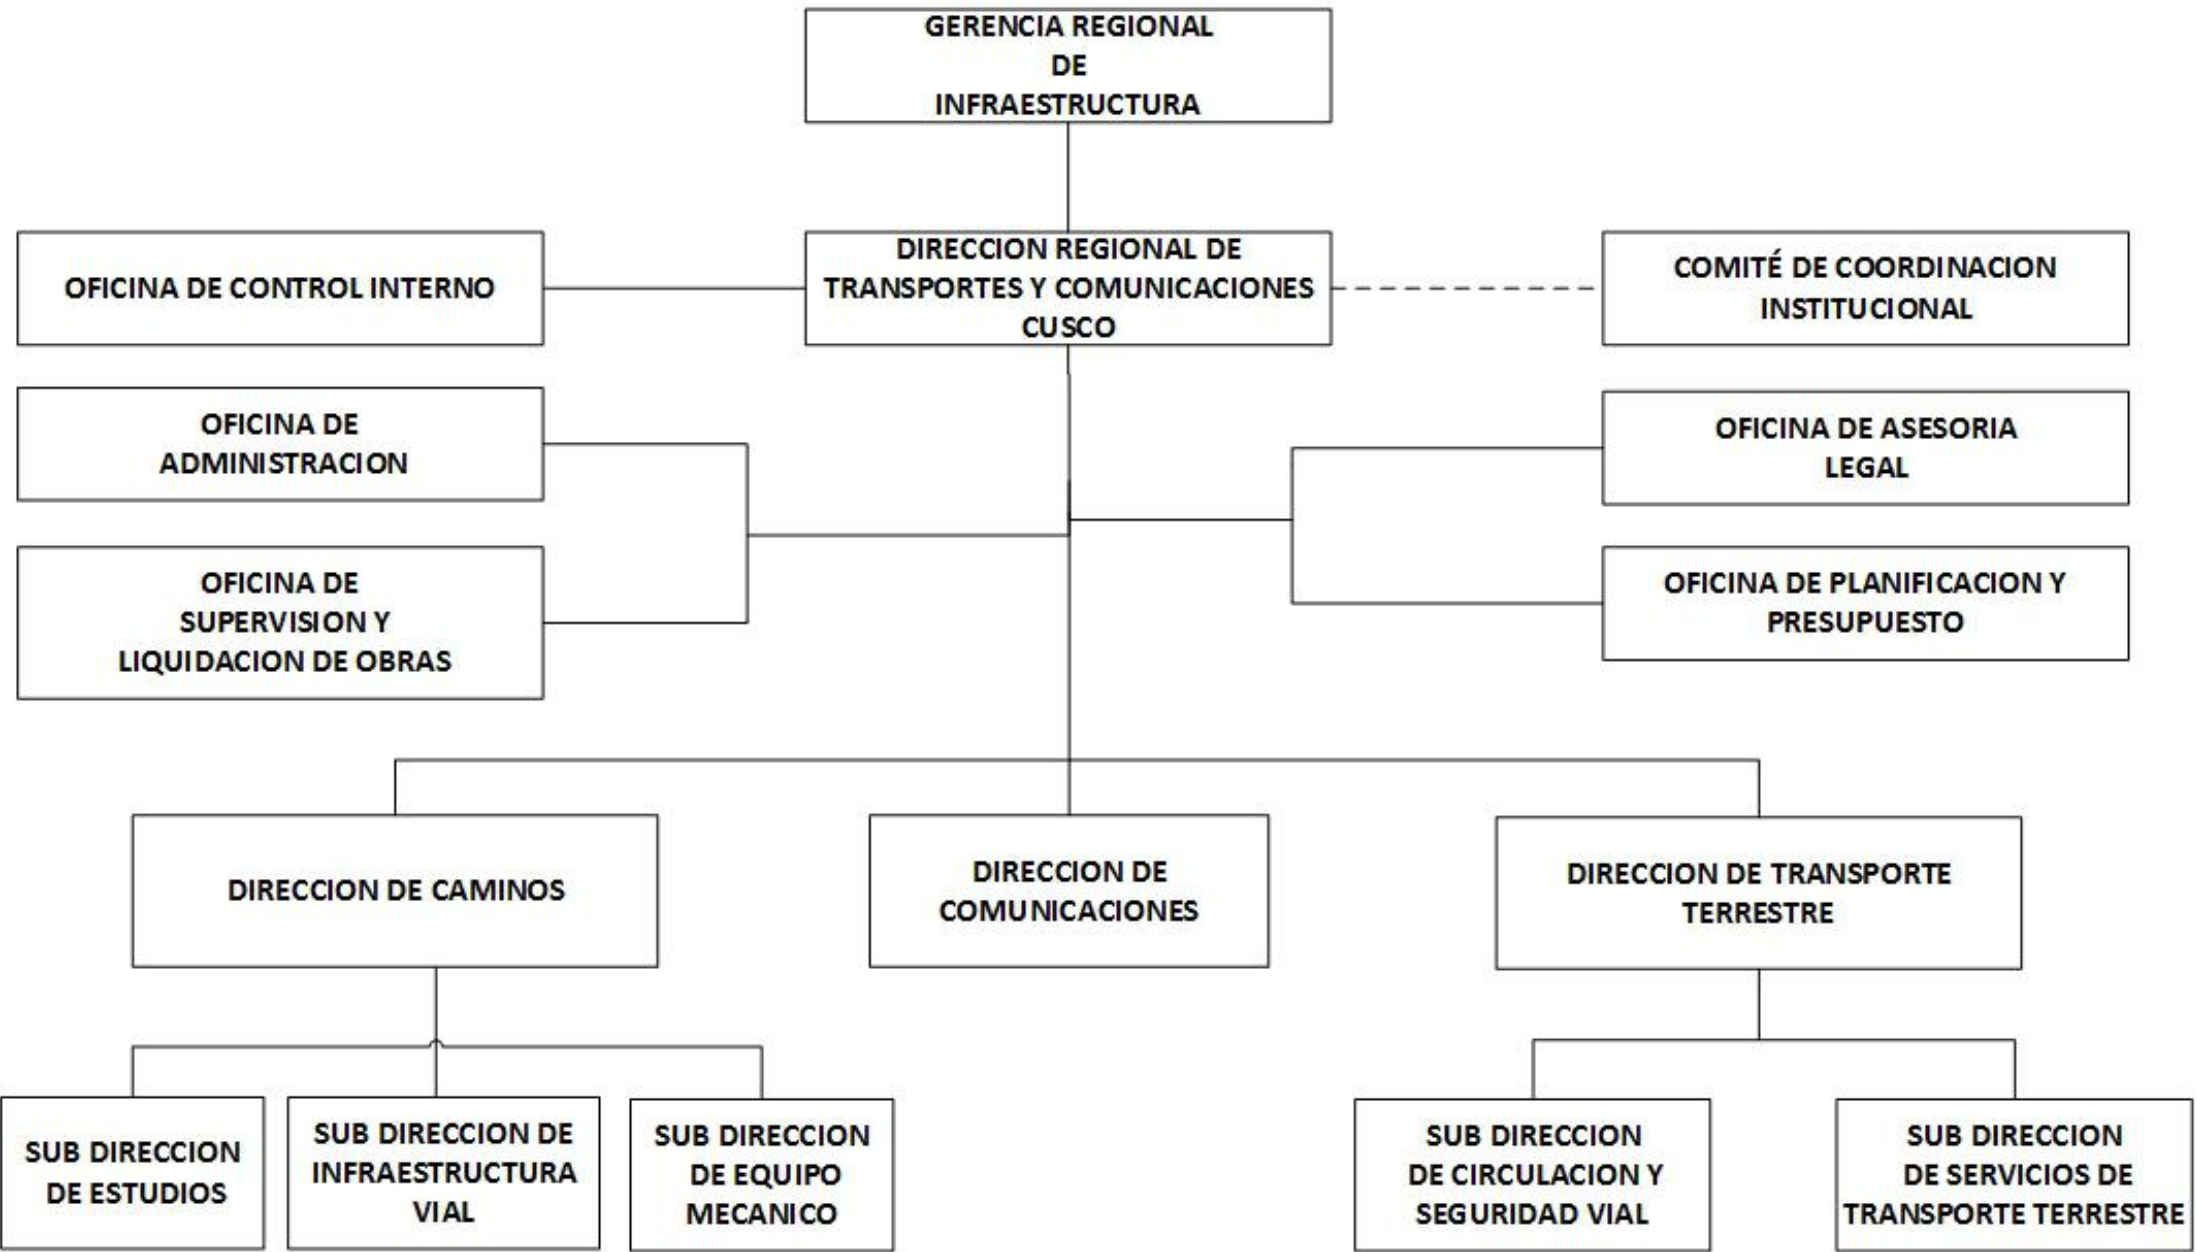 GERENCIA REGIONAL
DE
INFRAESTRUCTURA
OFICINA DE CONTROL INTERNO
DIRECCION REGIONAL DE
TRANSPORTES Y COMUNICACIONES
CUSCO
COMITÉ DE COORDINACION
INSTITUCIONAL
OFICINA DE
ADMINISTRACION
OFICINA DE ASESORIA
LEGAL
OFICINA DE
SUPERVISION Y
LIQUIDACION DE OBRAS
OFICINA DE PLANIFICACION Y
PRESUPUESTO
DIRECCION DE CAMINOS
DIRECCION DE
COMUNICACIONES
DIRECCION DE TRANSPORTE
TERRESTRE
SUB DIRECCION
DE ESTUDIOS
SUB DIRECCION DE
INFRAESTRUCTURA
VIAL
SUB DIRECCION
DE EQUIPO
MECANICO
SUB DIRECCION
DE CIRCULACION Y
SEGURIDAD VIAL
SUB DIRECCION
DE SERVICIOS DE
TRANSPORTE TERRESTRE